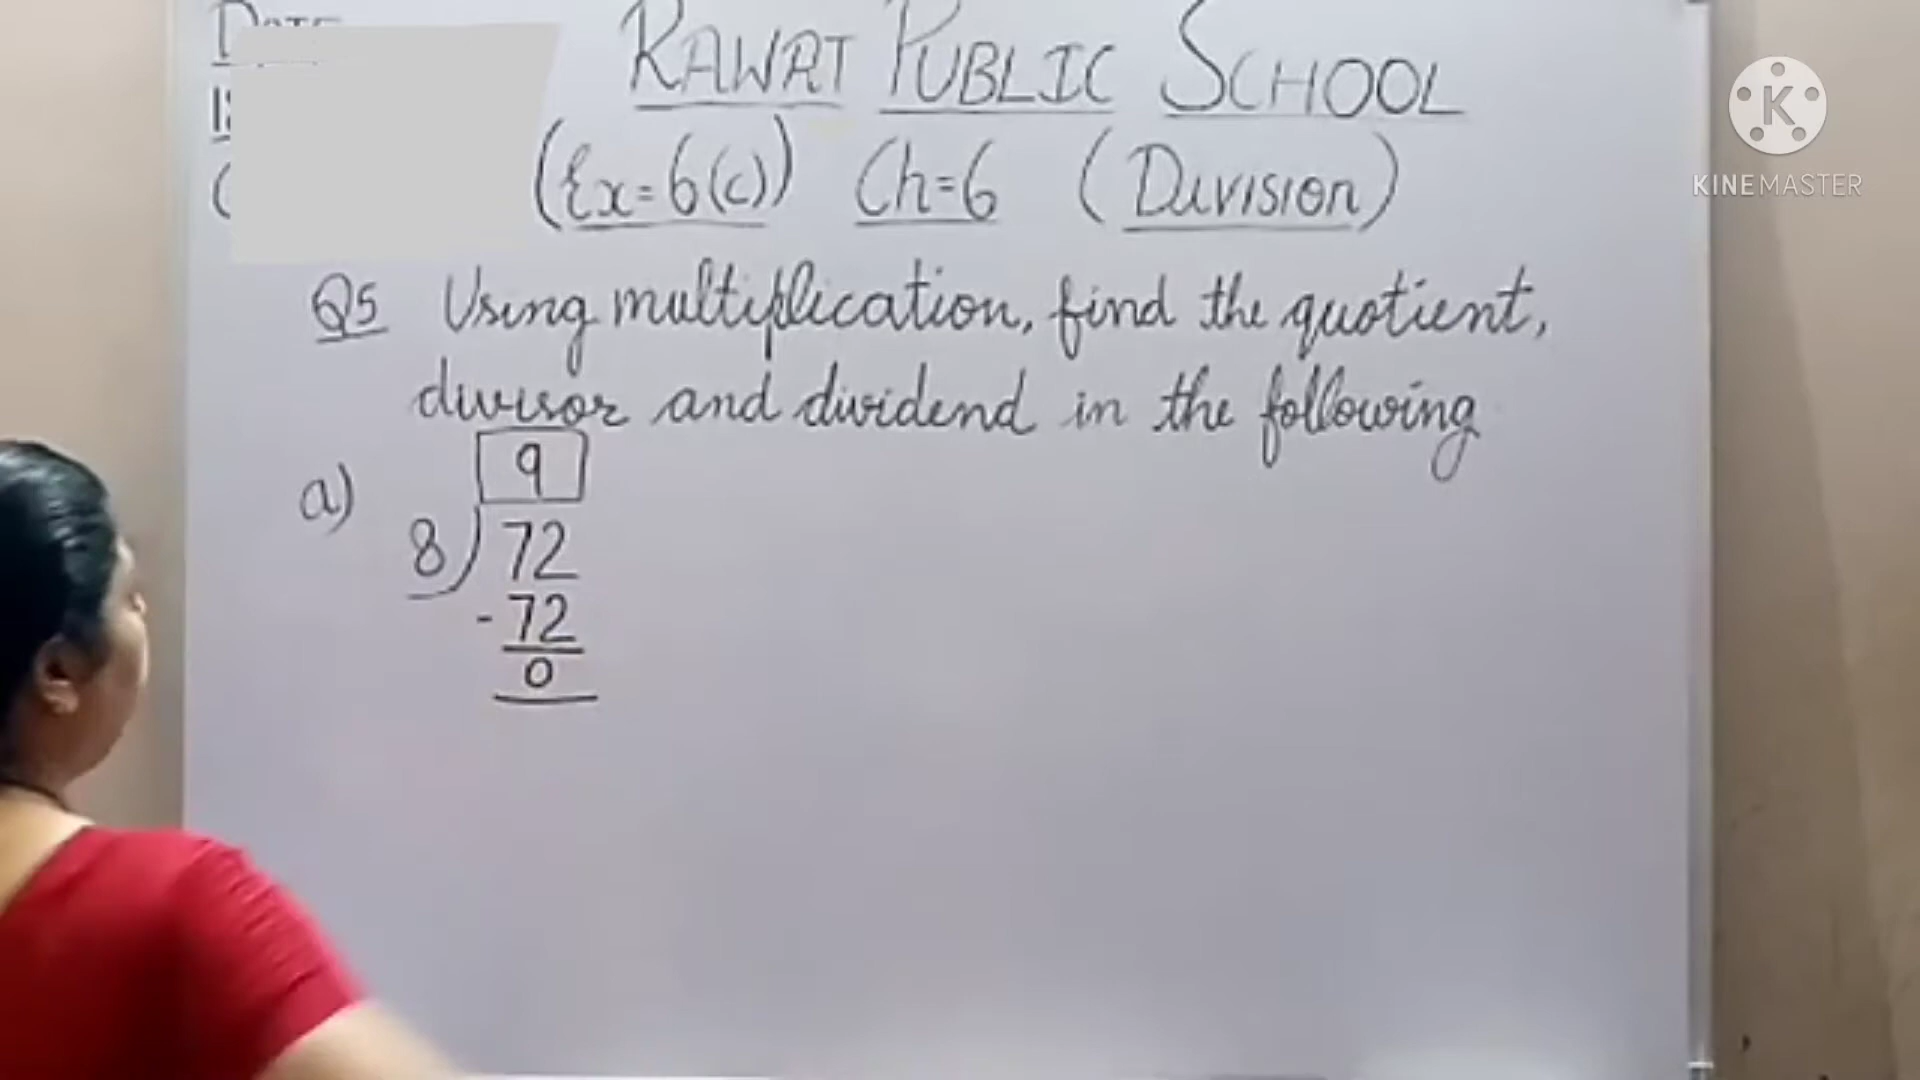 DATE
RAWAT PUBLIC SCHOOL
(Ex=6(c)) Ch=6 (Division)
Q5 Using multiplication, find the quotient,
divisor and dividend in the following
a)
9
8)72
-72
0
KINEMASTER